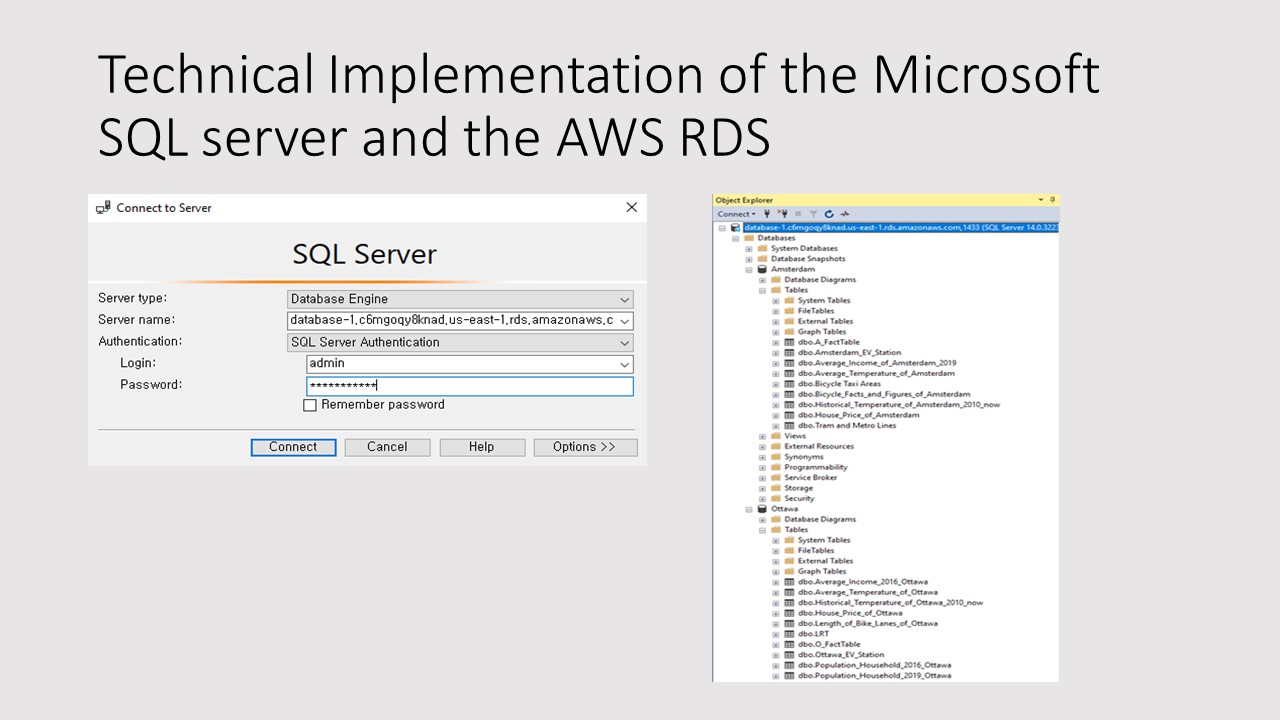 Technical Implementation of the Microsoft
SQL server and the AWS RDS
Connect to Server
SQL Server
Server type: Database Engine
Server name: database-1.c6mgoqy8knad.us-east-1.rds.amazonaws.c
Authentication: SQL Server Authentication
Login: admin
Password: ***********
Remember password
Connect Cancel Help Options >>
Object Explorer
Connect
database-1.c6mgoqy8knad.us-east-1.rds.amazonaws.com,1433 (SQL Server 14.0.3223
Databases
System Databases
Database Snapshots
Amsterdam
Database Diagrams
Tables
System Tables
FileTables
External Tables
Graph Tables
dbo.A_FactTable
dbo.Amsterdam_EV_Station
dbo.Average_Income_of_Amsterdam_2019
dbo.Average_Temperature_of_Amsterdam
dbo.Bicycle Taxi Areas
dbo.Bicycle_Facts_and_Figures_of_Amsterdam
dbo.Historical_Temperature_of_Amsterdam_2010_now
dbo.House_Price_of_Amsterdam
dbo.Tram and Metro Lines
Views
External Resources
Synonyms
Programmability
Service Broker
Storage
Security
Ottawa
Database Diagrams
Tables
System Tables
FileTables
External Tables
Graph Tables
dbo.Average_Income_2016_Ottawa
dbo.Average_Temperature_of_Ottawa
dbo.Historical_Temperature_of_Ottawa_2010_now
dbo.House_Price_of_Ottawa
dbo.Length_of_Bike_Lanes_of_Ottawa
dbo.LRT
dbo.O_FactTable
dbo.Ottawa_EV_Station
dbo.Population_Household_2016_Ottawa
dbo.Population_Household_2019_Ottawa